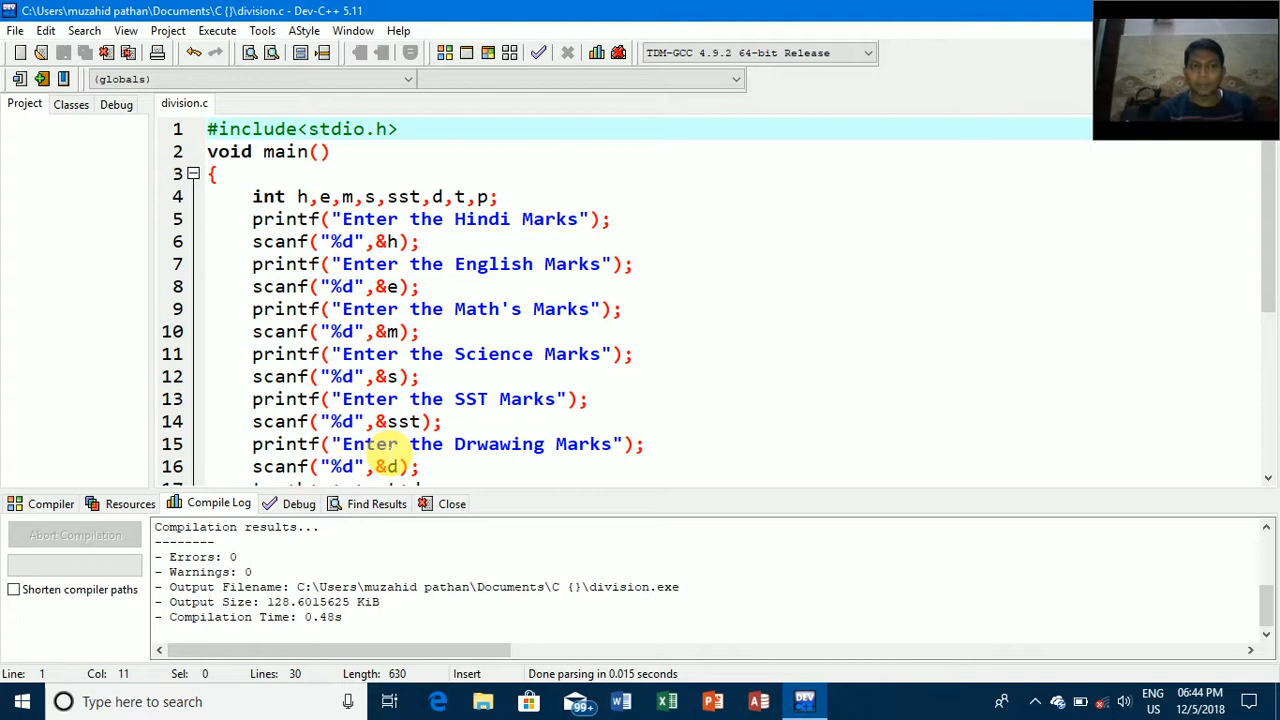 C:\Users\muzahid pathan\Documents\C {}\division.c - Dev-C++ 5.11
File Edit Search View Project Execute Tools AStyle Window Help
TDM-GCC 4.9.2 64-bit Release
(globals)
Project Classes Debug
division.c
1 #include<stdio.h>
2 void main()
3 {
4 int h,e,m,s,sst,d,t,p;
5 printf("Enter the Hindi Marks");
6 scanf("%d",&h);
7 printf("Enter the English Marks");
8 scanf("%d",&e);
9 printf("Enter the Math's Marks");
10 scanf("%d",&m);
11 printf("Enter the Science Marks");
12 scanf("%d",&s);
13 printf("Enter the SST Marks");
14 scanf("%d",&sst);
15 printf("Enter the Drwawing Marks");
16 scanf("%d",&d);
Compiler Resources Compile Log Debug Find Results Close
Abort Compilation
Shorten compiler paths
Compilation results...
--------
- Errors: 0
- Warnings: 0
- Output Filename: C:\Users\muzahid pathan\Documents\C {}\division.exe
- Output Size: 128.6015625 KiB
- Compilation Time: 0.48s
Line: 1 Col: 11 Sel: 0 Lines: 30 Length: 630 Insert Done parsing in 0.015 seconds
Type here to search
99+
DEV
ENG
US
06:44 PM
12/5/2018